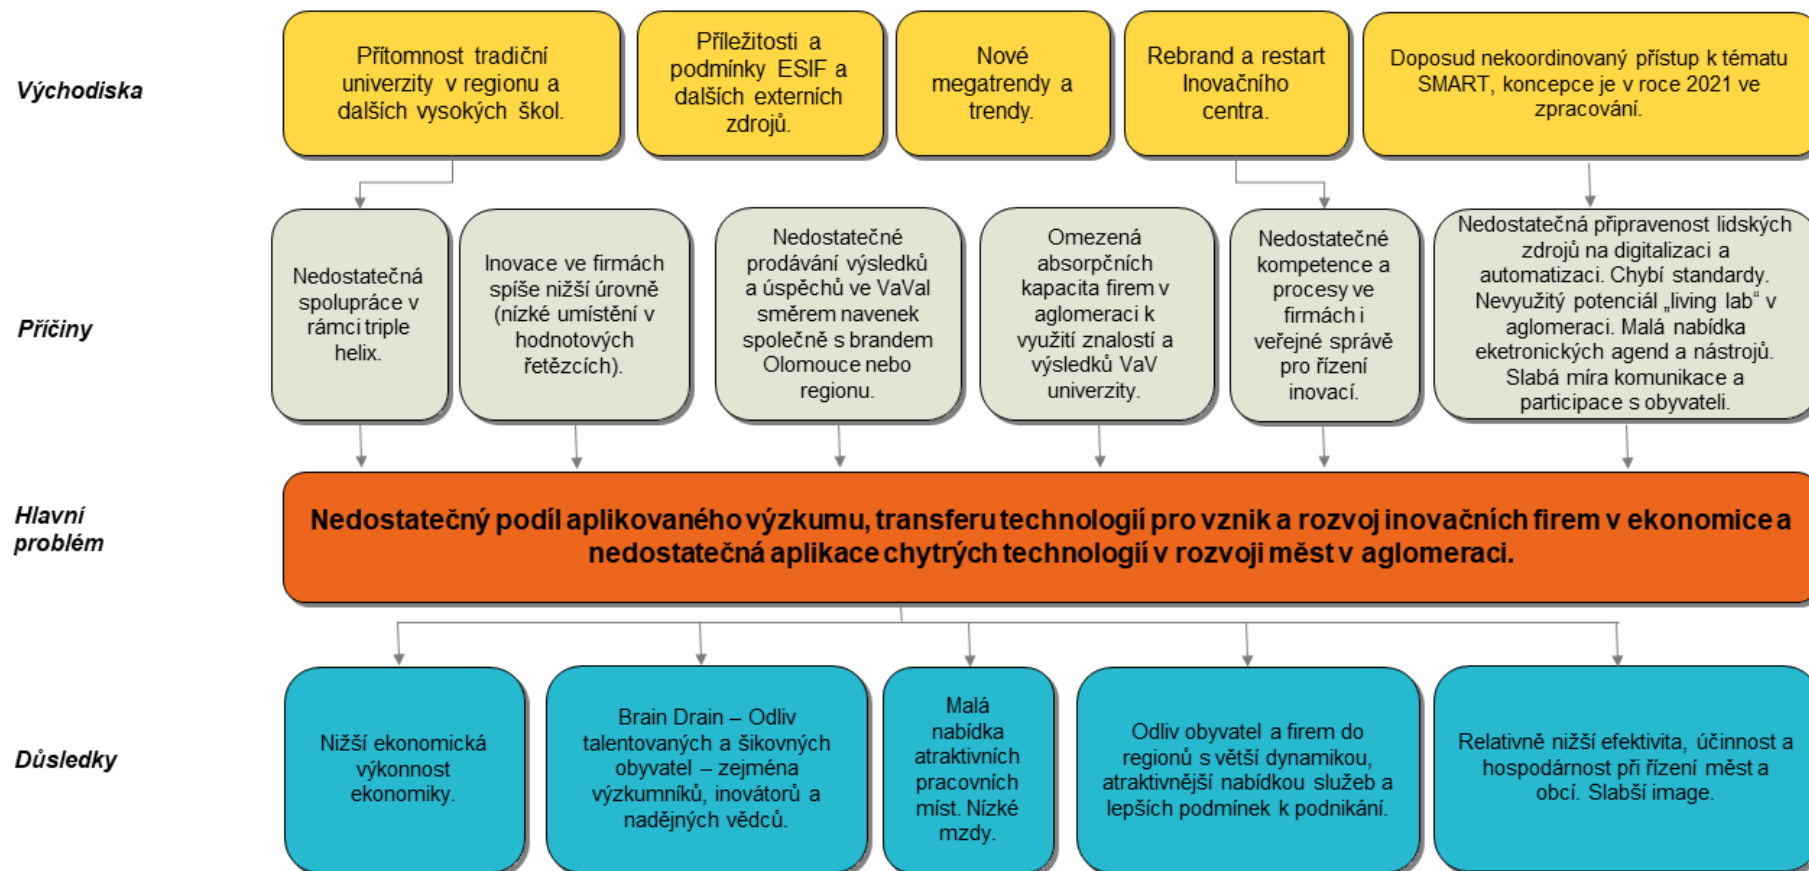 Východiska
Přítomnost tradiční
univerzity v regionu a
dalších vysokých škol.
Příležitosti a
podmínky ESIF a
dalších externích
zdrojů.
Nové
megatrendy a
trendy.
Rebrand a restart
Inovačního
centra.
Doposud nekoordinovaný přístup k tématu
SMART, koncepce je v roce 2021 ve
zpracování.
Příčiny
Nedostatečná
spolupráce v
rámci triple
helix.
Inovace ve firmách
spíše nižší úrovně
(nízké umístění v
hodnotových
řetězcích).
Nedostatečné
prodávání výsledků
a úspěchů ve VaVaI
směrem navenek
společně s brandem
Olomouce nebo
regionu.
Omezená
absorpčních
kapacita firem v
aglomeraci k
využití znalostí a
výsledků VaV
univerzity.
Nedostatečné
kompetence a
procesy ve
firmách i
veřejné správě
pro řízení
inovací.
Nedostatečná připravenost lidských
zdrojů na digitalizaci a
automatizaci. Chybí standardy.
Nevyužitý potenciál „living lab“ v
aglomeraci. Malá nabídka
eketronických agend a nástrojů.
Slabá míra komunikace a
participace s obyvateli.
Hlavní
problém
Nedostatečný podíl aplikovaného výzkumu, transferu technologií pro vznik a rozvoj inovačních firem v ekonomice a
nedostatečná aplikace chytrých technologií v rozvoji měst v aglomeraci.
Důsledky
Nižší ekonomická
výkonnost
ekonomiky.
Brain Drain – Odliv
talentovaných a šikovných
obyvatel – zejména
výzkumníků, inovátorů a
nadějných vědců.
Malá
nabídka
atraktivních
pracovních
míst. Nízké
mzdy.
Odliv obyvatel a firem do
regionů s větší dynamikou,
atraktivnější nabídkou služeb a
lepších podmínek k podnikání.
Relativně nižší efektivita, účinnost a
hospodárnost při řízení měst a
obcí. Slabší image.